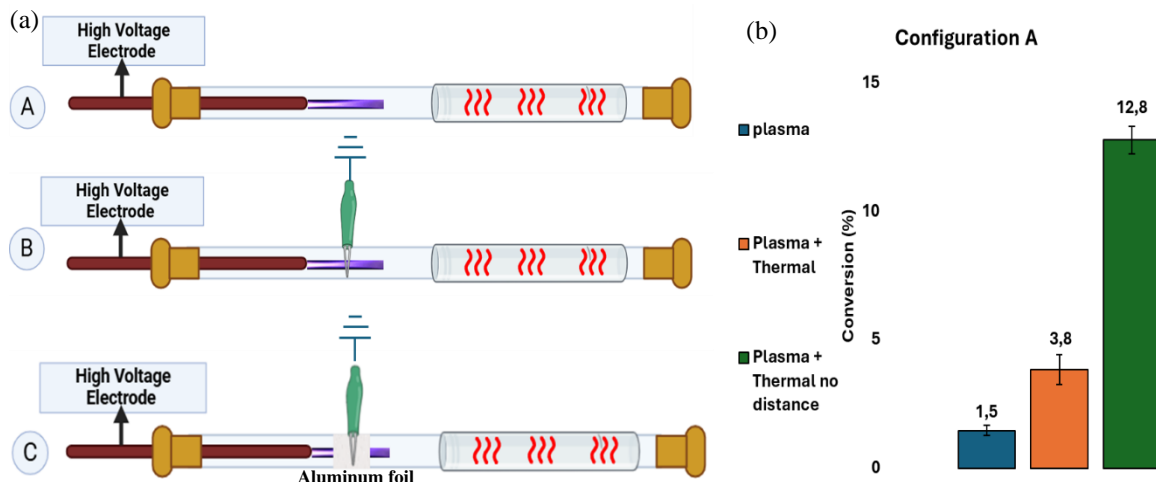 (a)
High Voltage
Electrode
A
High Voltage
Electrode
B
High Voltage
Electrode
C
Aluminum foil
(b)
Configuration A
plasma
Plasma +
Thermal
Plasma +
Thermal no
distance
Conversion (%)
15
10
5
0
1,5
3,8
12,8